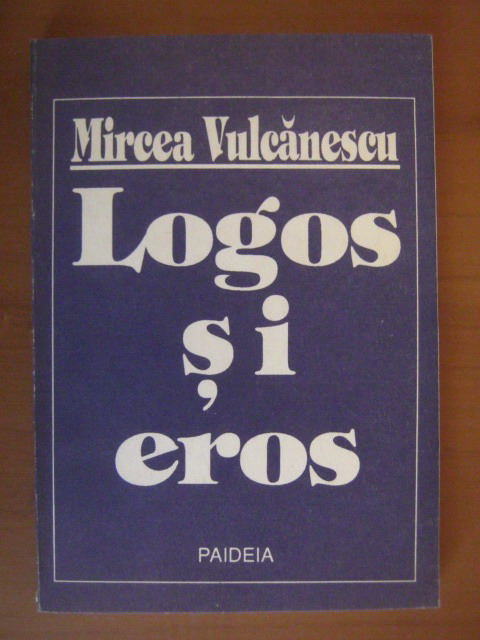 Mircea Vulcănescu
Logos
și
eros
PAIDEIA